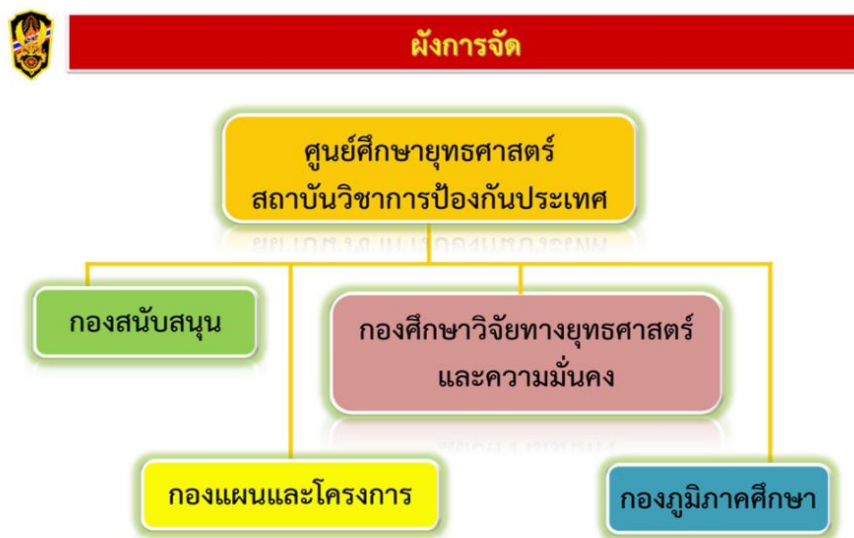 ผังการจัด
ศูนย์ศึกษายุทธศาสตร์
สถาบันวิชาการป้องกันประเทศ
กองสนับสนุน
กองศึกษาวิจัยทางยุทธศาสตร์
และความมั่นคง
กองแผนและโครงการ
กองภูมิภาคศึกษา